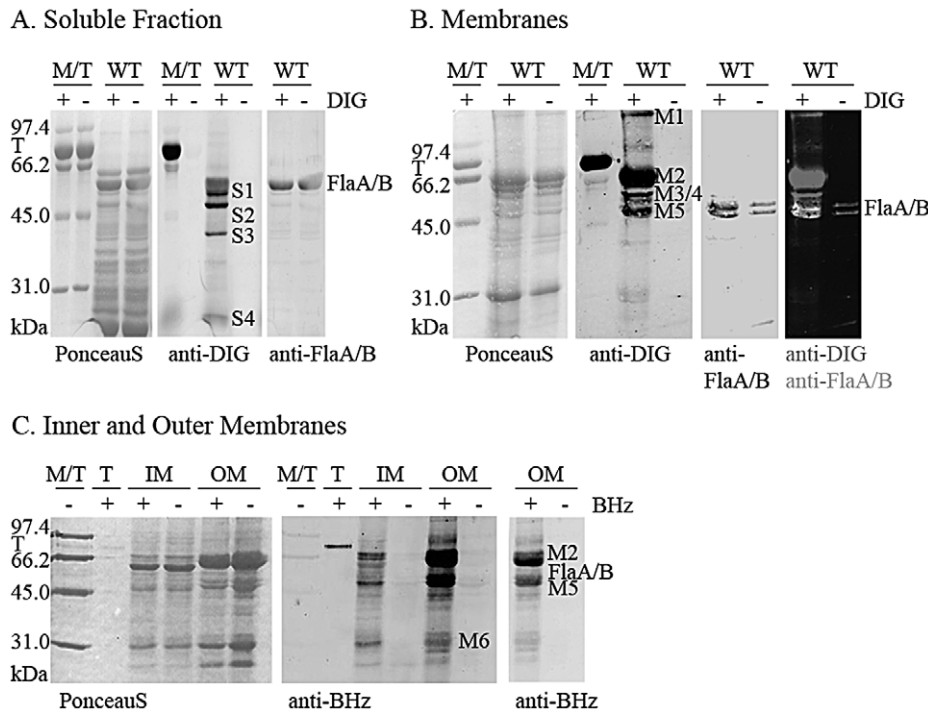 A. Soluble Fraction
M/T WT M/T WT WT
+ - + - + - + - + - DIG
97.4
T
66.2
45.0
31.0
kDa
S1
S2
S3
S4
FlaA/B
PonceauS anti-DIG anti-FlaA/B
B. Membranes
M/T WT M/T WT WT WT
+ + - + + - + - + - DIG
97.4
T
66.2
45.0
31.0
kDa
M1
M2
M3/4
M5
FlaA/B
PonceauS anti-DIG anti- anti-DIG
FlaA/B anti-FlaA/B
C. Inner and Outer Membranes
M/T T IM OM M/T T IM OM OM
- + + - + - - + + - + - + - BHz
97.4
T
66.2
45.0
31.0
kDa
M6
M2
FlaA/B
M5
PonceauS anti-BHz anti-BHz